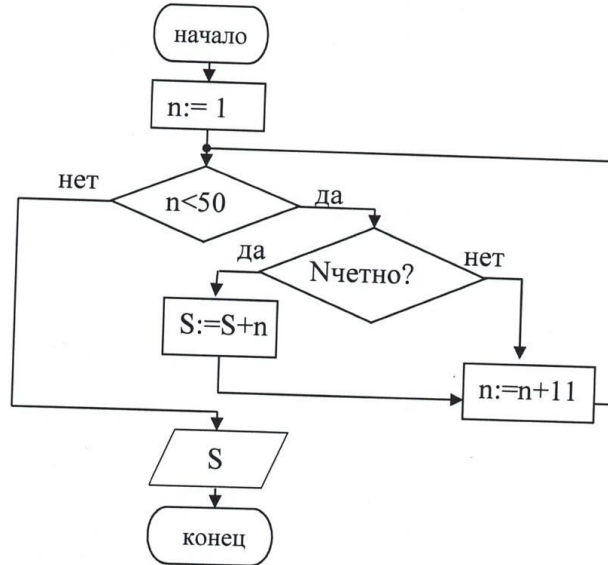 начало
n:= 1
n<50
нет
да
Nчетно?
да
нет
S:=S+n
n:=n+11
S
конец